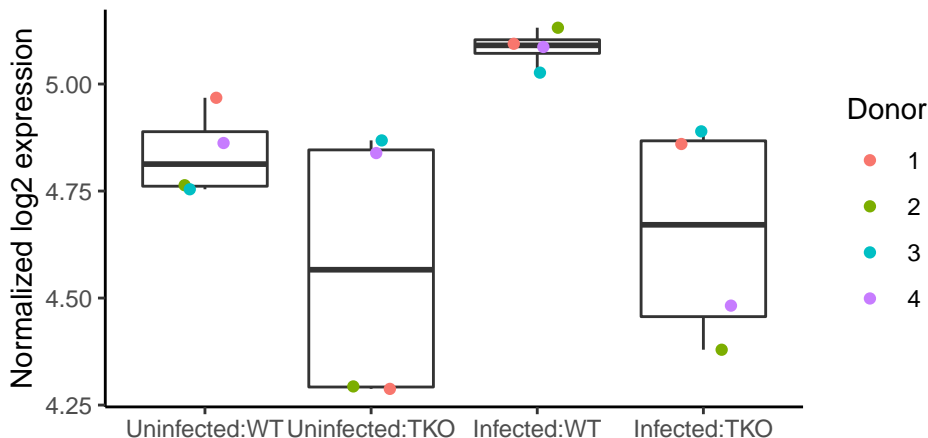 Normalized log2 expression
5.00
4.75
4.50
4.25
Uninfected:WT Uninfected:TKO Infected:WT Infected:TKO
Donor
1
2
3
4